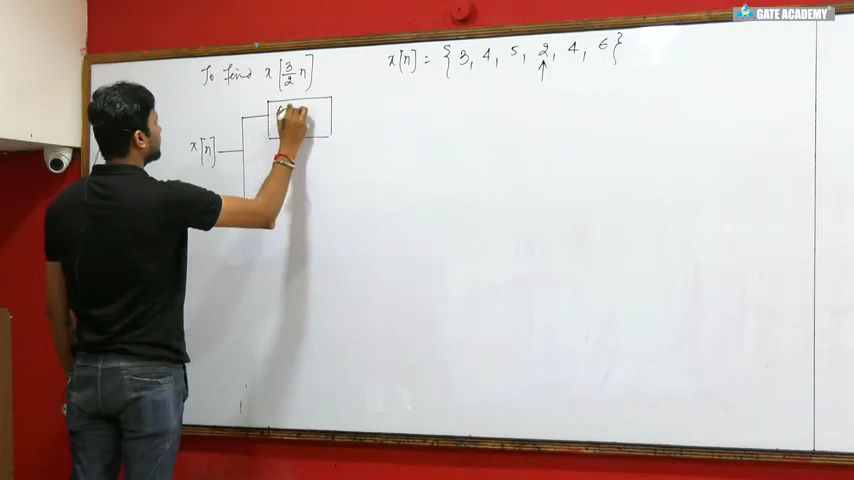 GATE ACADEMY
To find x[3/2 n]
x[n] = {3, 4, 5, 2, 4, 6}
↑
x[n]